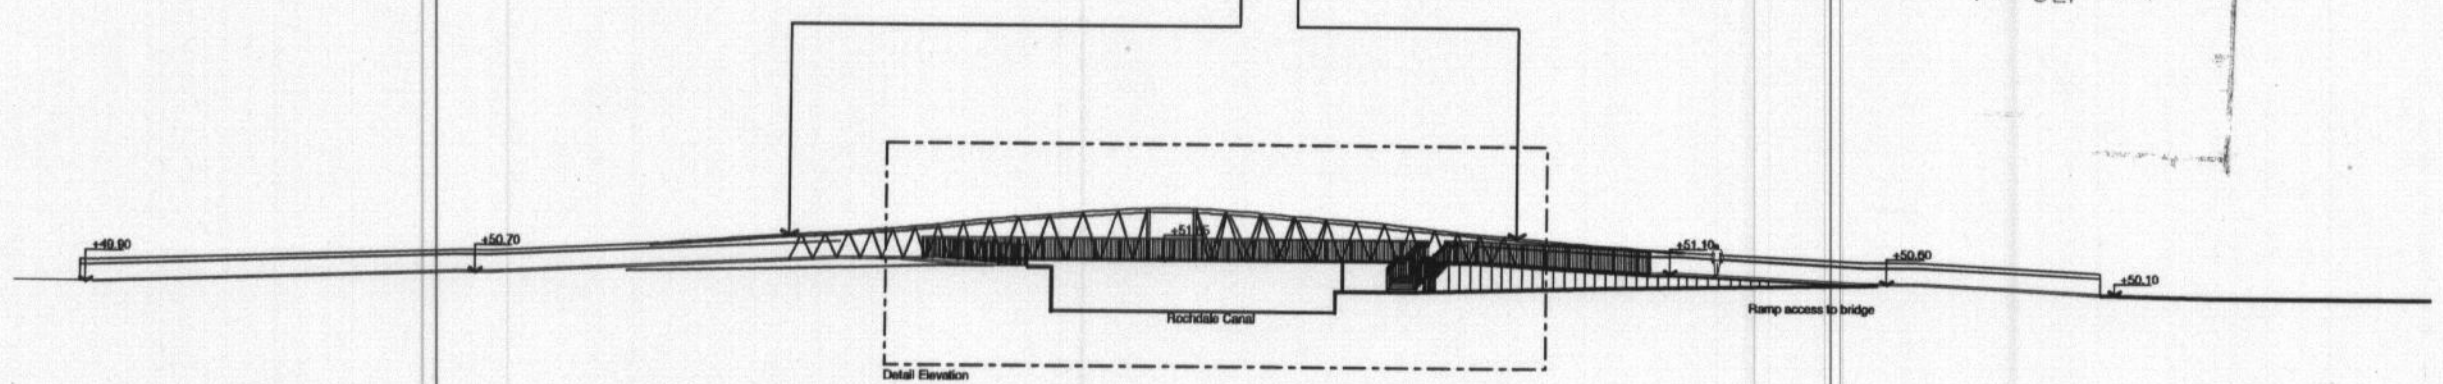 +49.90
+50.70
+51.10
+50.60
+50.10
Rochdale Canal
Ramp access to bridge
Detail Elevation